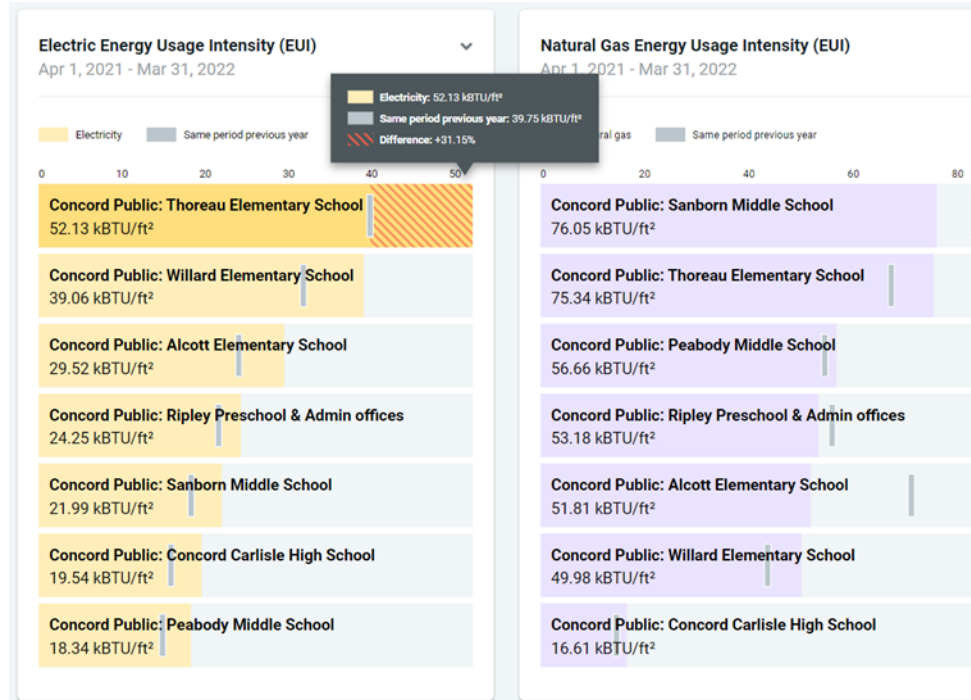 Electric Energy Usage Intensity (EUI)
Apr 1, 2021 - Mar 31, 2022
Electricity: 52.13 kBTU/ft²
Same period previous year: 39.75 kBTU/ft²
Difference: +31.15%
Electricity Same period previous year
0 10 20 30 40 50
Concord Public: Thoreau Elementary School
52.13 kBTU/ft²
Concord Public: Willard Elementary School
39.06 kBTU/ft²
Concord Public: Alcott Elementary School
29.52 kBTU/ft²
Concord Public: Ripley Preschool & Admin offices
24.25 kBTU/ft²
Concord Public: Sanborn Middle School
21.99 kBTU/ft²
Concord Public: Concord Carlisle High School
19.54 kBTU/ft²
Concord Public: Peabody Middle School
18.34 kBTU/ft²
Natural Gas Energy Usage Intensity (EUI)
Apr 1, 2021 - Mar 31, 2022
ral gas Same period previous year
0 20 40 60 80
Concord Public: Sanborn Middle School
76.05 kBTU/ft²
Concord Public: Thoreau Elementary School
75.34 kBTU/ft²
Concord Public: Peabody Middle School
56.66 kBTU/ft²
Concord Public: Ripley Preschool & Admin offices
53.18 kBTU/ft²
Concord Public: Alcott Elementary School
51.81 kBTU/ft²
Concord Public: Willard Elementary School
49.98 kBTU/ft²
Concord Public: Concord Carlisle High School
16.61 kBTU/ft²